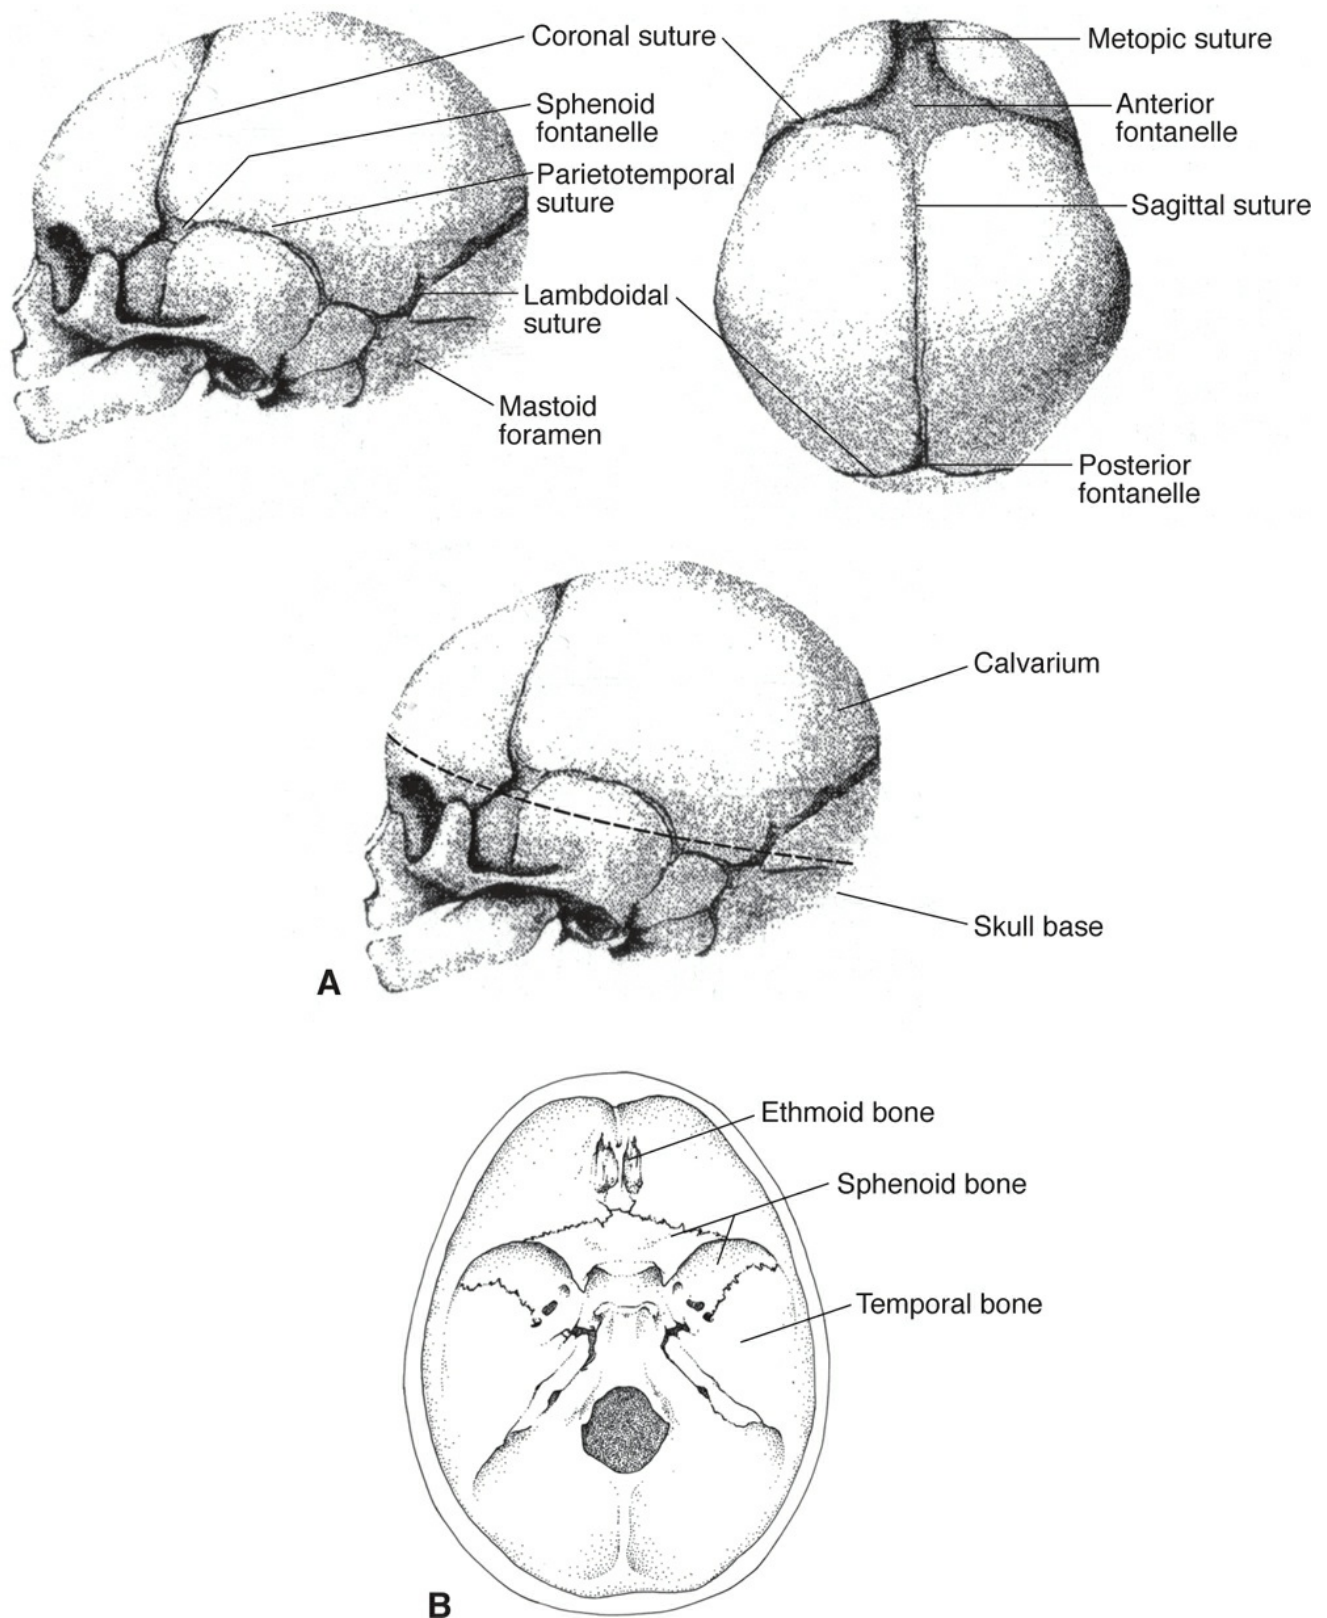 Coronal suture
Sphenoid
fontanelle
Parietotemporal
suture
Lambdoidal
suture
Mastoid
foramen
Metopic suture
Anterior
fontanelle
Sagittal suture
Posterior
fontanelle
Calvarium
Skull base
A
Ethmoid bone
Sphenoid bone
Temporal bone
B